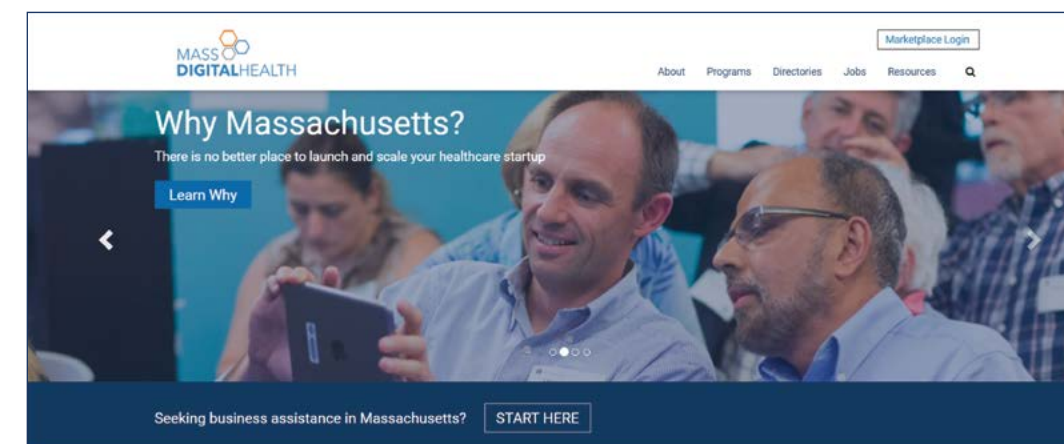 Marketplace Login
MASS
DIGITALHEALTH
About Programs Directories Jobs Resources
Why Massachusetts?
There is no better place to launch and scale your healthcare startup
Learn Why
Seeking business assistance in Massachusetts? START HERE